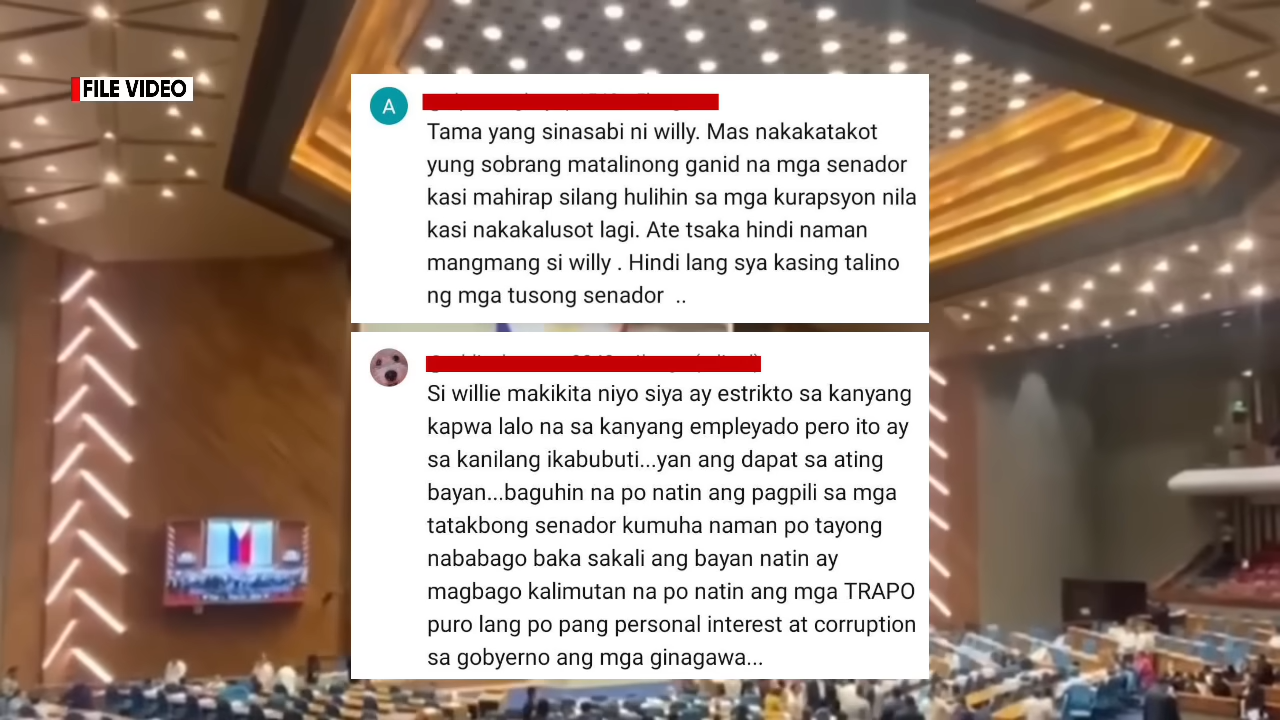 FILE VIDEO
A
Tama yang sinasabi ni willy. Mas nakakatakot
yung sobrang matalinong ganid na mga senador
kasi mahirap silang hulihin sa mga kurapsyon nila
kasi nakakalusot lagi. Ate tsaka hindi naman
mangmang si willy . Hindi lang sya kasing talino
ng mga tusong senador ..
Si willie makikita niyo siya ay estrikto sa kanyang
kapwa lalo na sa kanyang empleyado pero ito ay
sa kanilang ikabubuti...yan ang dapat sa ating
bayan...baguhin na po natin ang pagpili sa mga
tatakbong senador kumuha naman po tayong
nababago baka sakali ang bayan natin ay
magbago kalimutan na po natin ang mga TRAPO
puro lang po pang personal interest at corruption
sa gobyerno ang mga ginagawa...